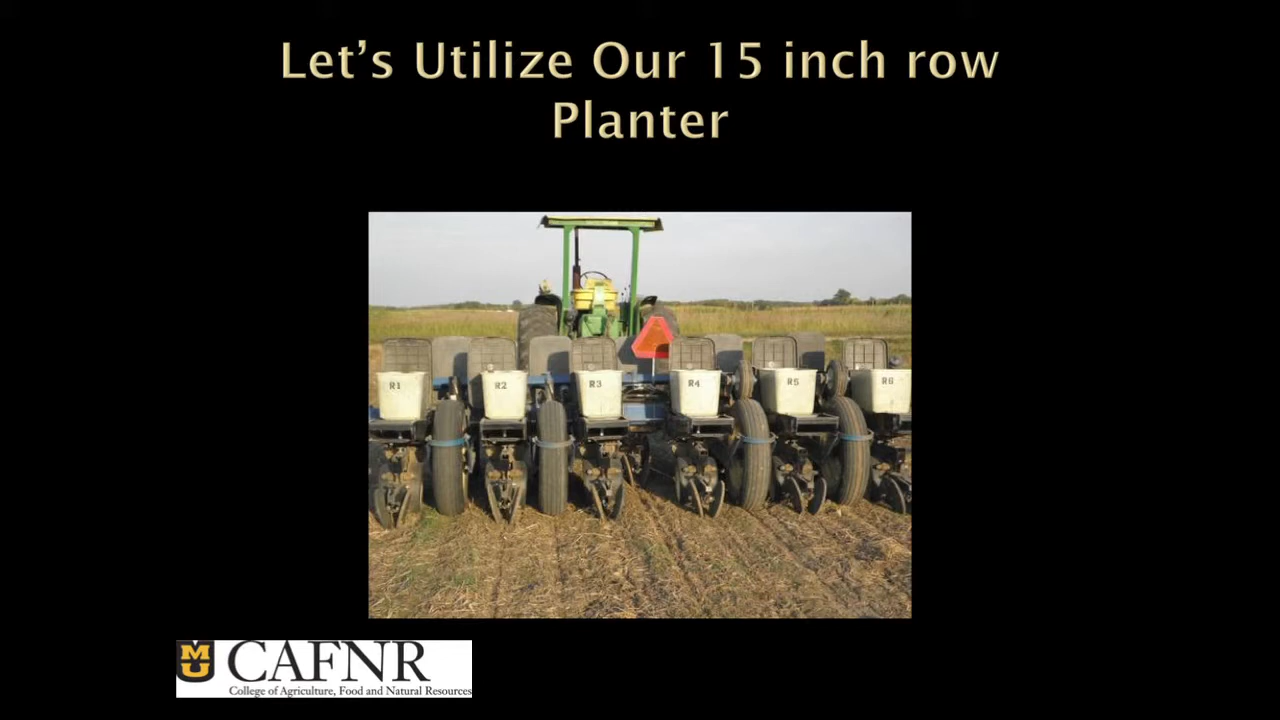 Let's Utilize Our 15 inch row
Planter
R1 R2 R3 R4 R5 R6
MU CAFNR
College of Agriculture, Food and Natural Resources